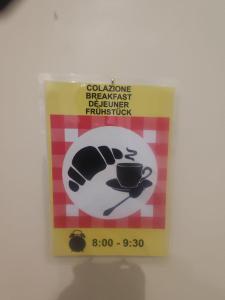 COLAZIONE
BREAKFAST
DÉJEUNER
FRÜHSTÜCK
8:00 - 9:30